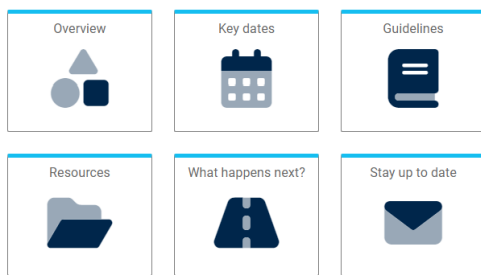 Overview
Key dates
Guidelines
Resources
What happens next?
Stay up to date